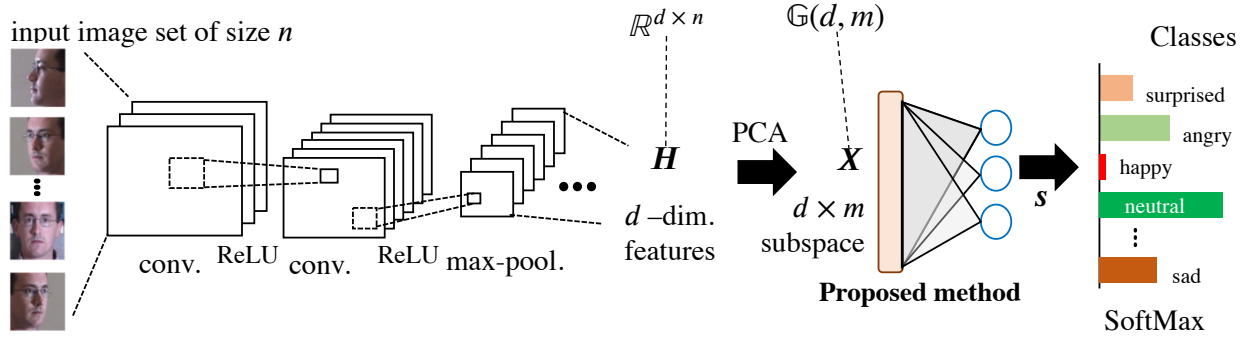 input image set of size n
ℝ^{d × n}
𝔾(d, m)
Classes
conv.
ReLU
conv.
ReLU
max-pool.
H
d –dim.
features
PCA
X
d × m
subspace
Proposed method
s
surprised
angry
happy
neutral
sad
SoftMax